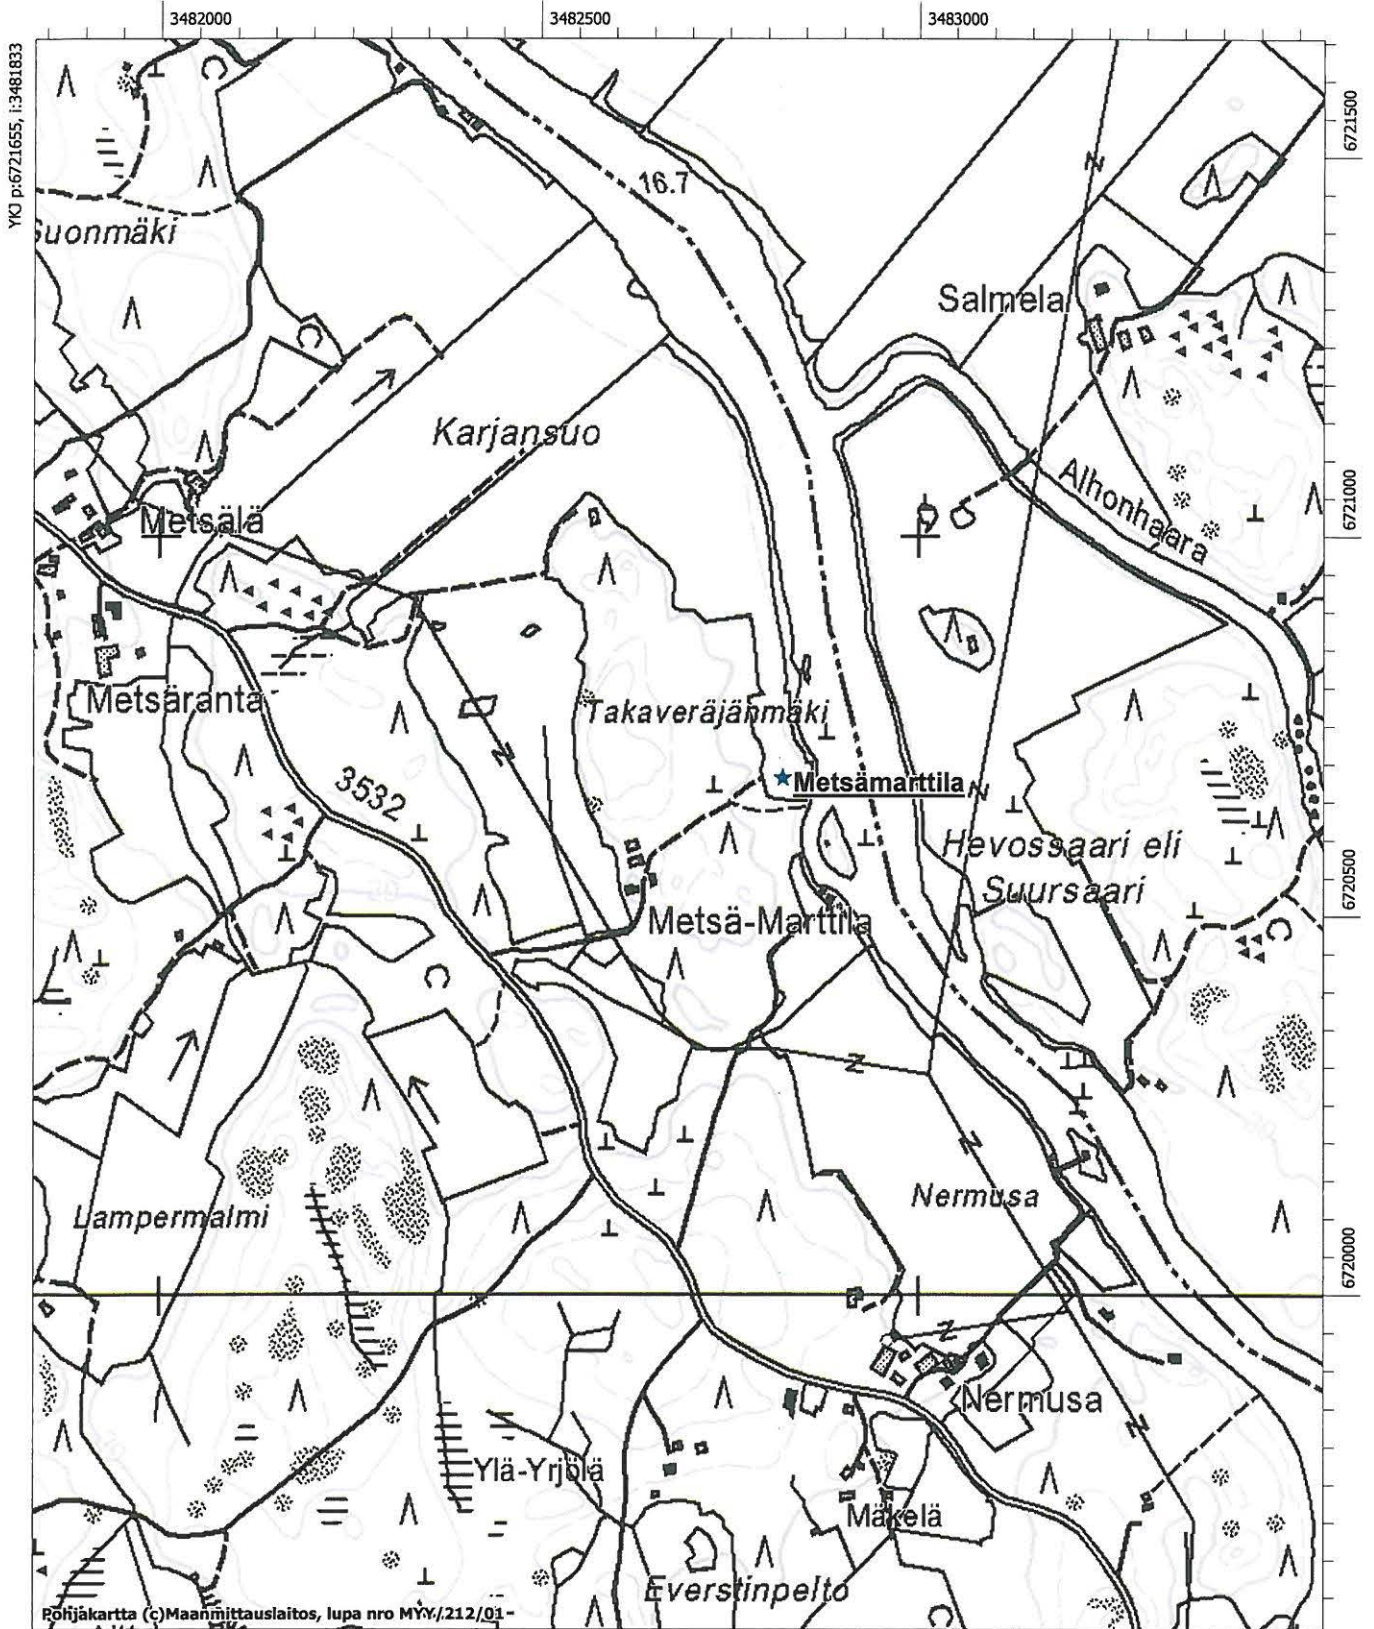 3482000
3482500
3483000
YKJ p:6721655, i:3481833
6721500
16.7
Suonmäki
Salmela
Karjansuo
Alhonhaara
6721000
Metsälä
Metsäranta
Takaveräjänmäki
Metsämarttila
3532
Hevossaari eli
Suursaari
6720500
Metsä-Marttila
Nermusa
Lampermalmi
6720000
Nermusa
Ylä-Yrjölä
Mäkelä
Everstinpelto
Pohjakartta (c)Maanmittauslaitos, lupa nro MYY/212/01-